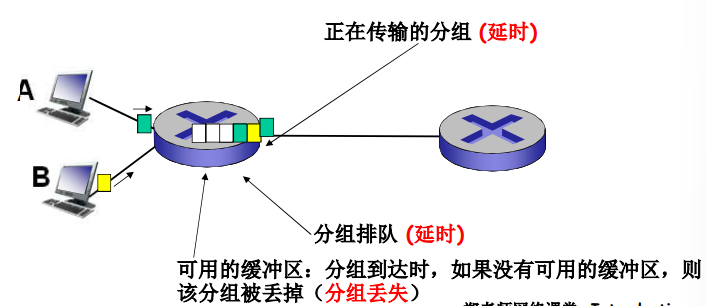 正在传输的分组 (延时)
A
B
分组排队 (延时)
可用的缓冲区：分组到达时，如果没有可用的缓冲区，则
该分组被丢掉（分组丢失）